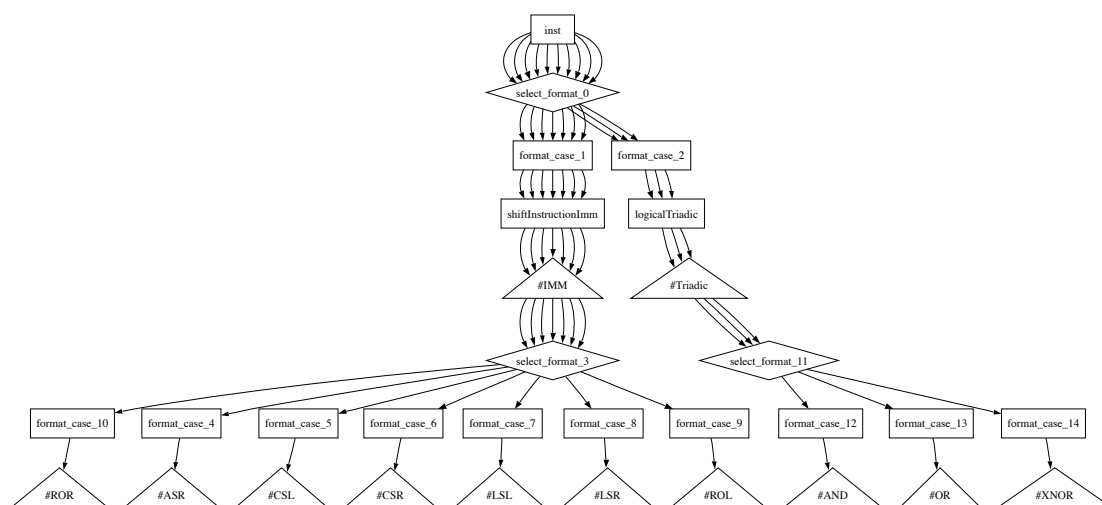 inst
select_format_0
format_case_1
format_case_2
shiftInstructionImm
logicalTriadic
#IMM
#Triadic
select_format_3
select_format_11
format_case_10
format_case_4
format_case_5
format_case_6
format_case_7
format_case_8
format_case_9
format_case_12
format_case_13
format_case_14
#ROR
#ASR
#CSL
#CSR
#LSL
#LSR
#ROL
#AND
#OR
#XNOR